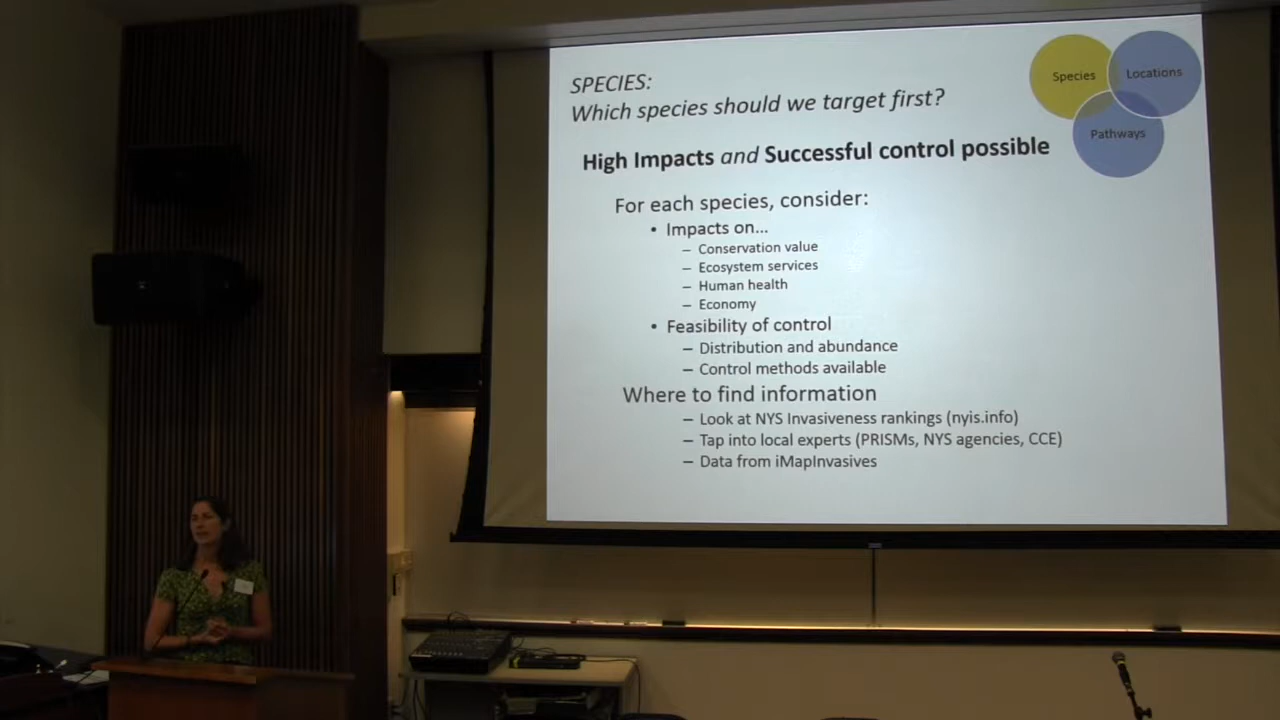 SPECIES:
Which species should we target first?
Species
Locations
Pathways
High Impacts and Successful control possible
For each species, consider:
• Impacts on...
– Conservation value
– Ecosystem services
– Human health
– Economy
• Feasibility of control
– Distribution and abundance
– Control methods available
Where to find information
– Look at NYS Invasiveness rankings (nyis.info)
– Tap into local experts (PRISMs, NYS agencies, CCE)
– Data from iMapInvasives